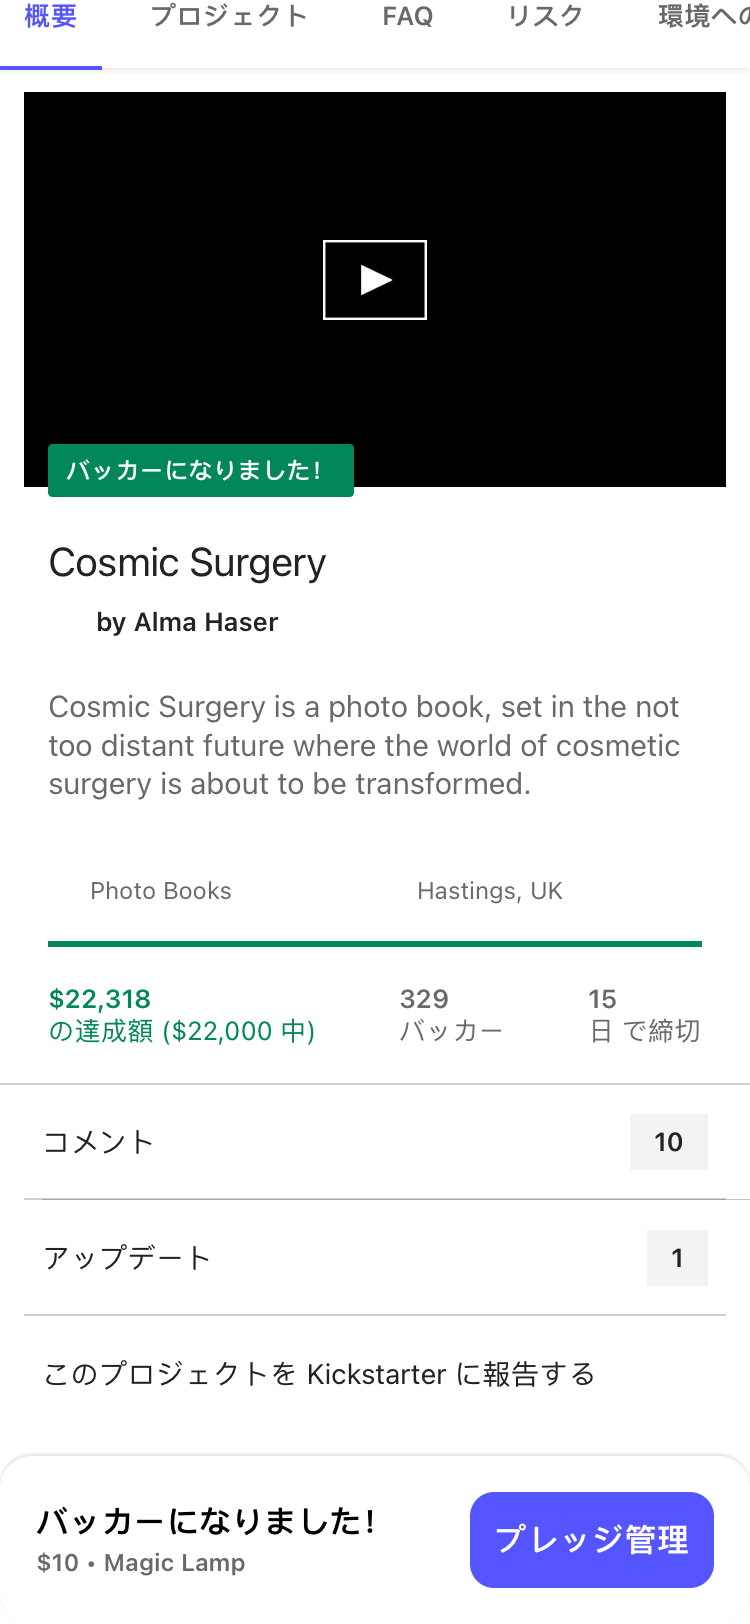 概要 プロジェクト FAQ リスク 環境への
バッカーになりました!
Cosmic Surgery
by Alma Haser
Cosmic Surgery is a photo book, set in the not
too distant future where the world of cosmetic
surgery is about to be transformed.
Photo Books Hastings, UK
$22,318 329 15
の達成額 ($22,000 中) バッカー 日 で締切
コメント 10
アップデート 1
このプロジェクトを Kickstarter に報告する
バッカーになりました!
$10 • Magic Lamp
プレッジ管理